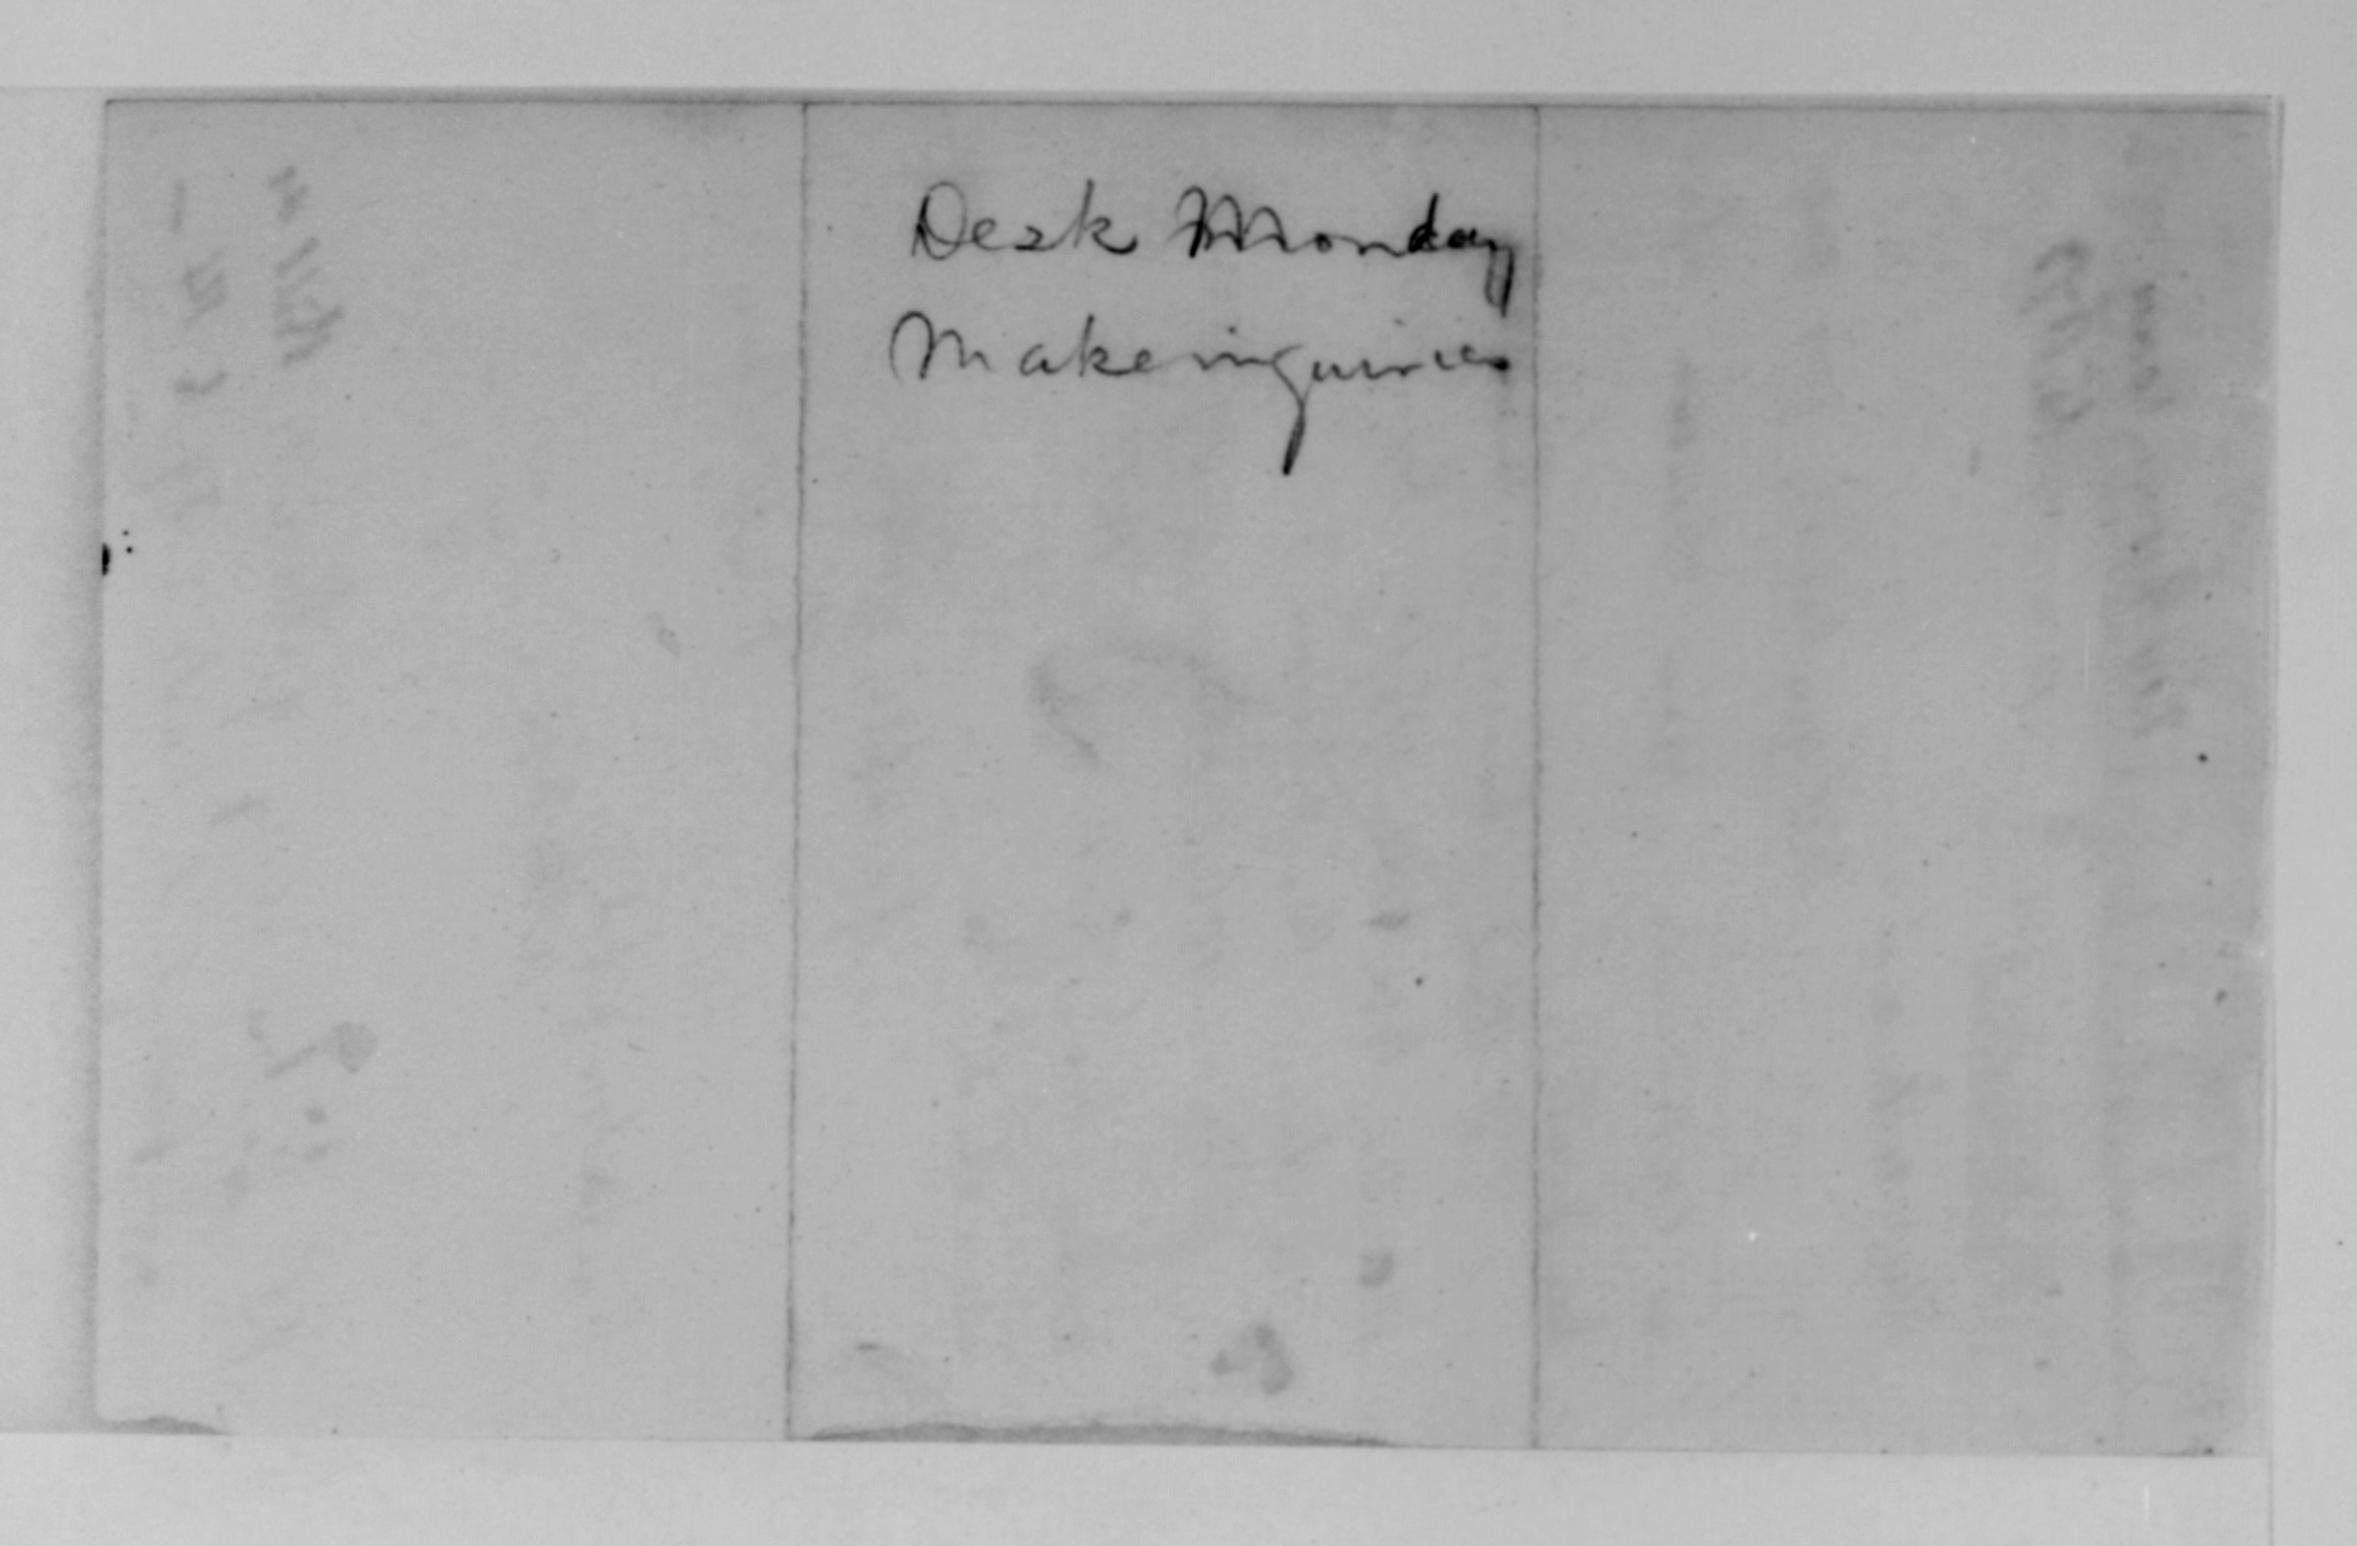 Desk Monday
Make inquiries